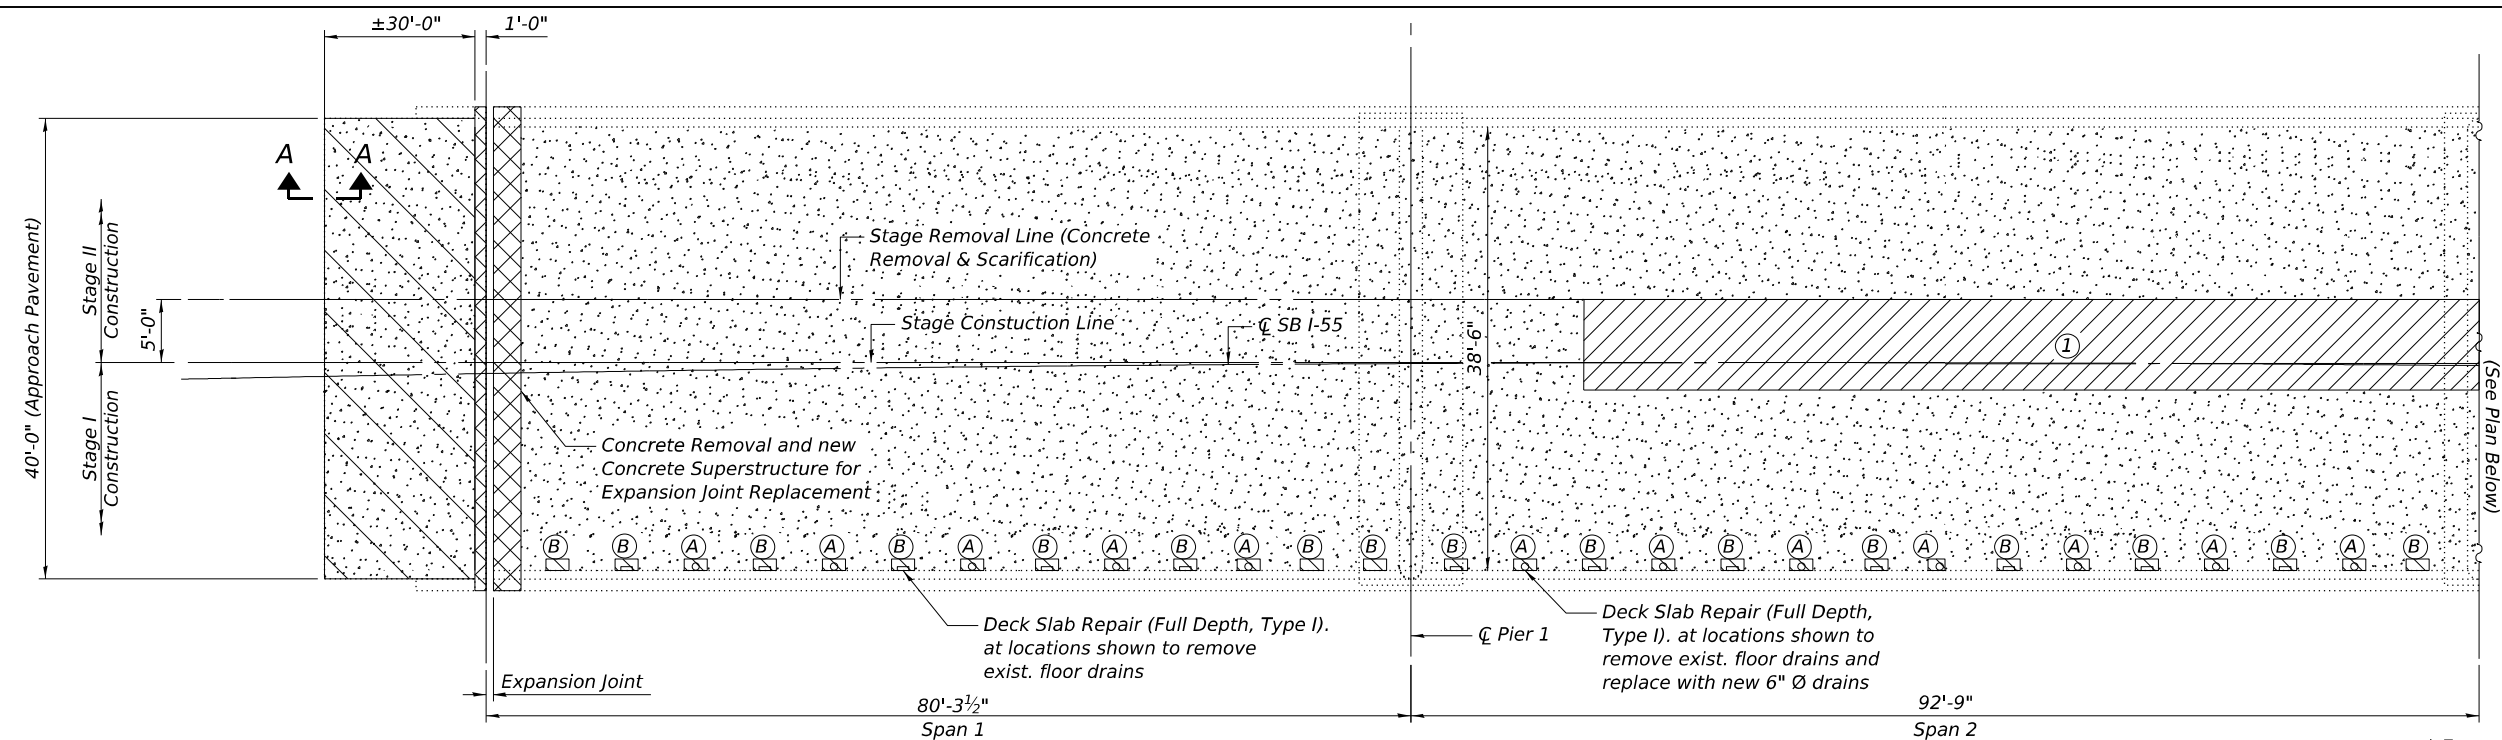 ±30'-0"
1'-0"
A
A
40'-0" (Approach Pavement)
Stage II
Construction
5'-0"
Stage I
Construction
Stage Removal Line (Concrete
Removal & Scarification)
Stage Constuction Line
℄ SB I-55
38'-6"
1
(See Plan Below)
Concrete Removal and new
Concrete Superstructure for
Expansion Joint Replacement
B B A B A B A B A B A B B B A B A B A B A B A B A B A B
Deck Slab Repair (Full Depth, Type I).
at locations shown to remove
exist. floor drains
℄ Pier 1
Deck Slab Repair (Full Depth,
Type I). at locations shown to
remove exist. floor drains and
replace with new 6" Ø drains
Expansion Joint
80'-3½"
Span 1
92'-9"
Span 2